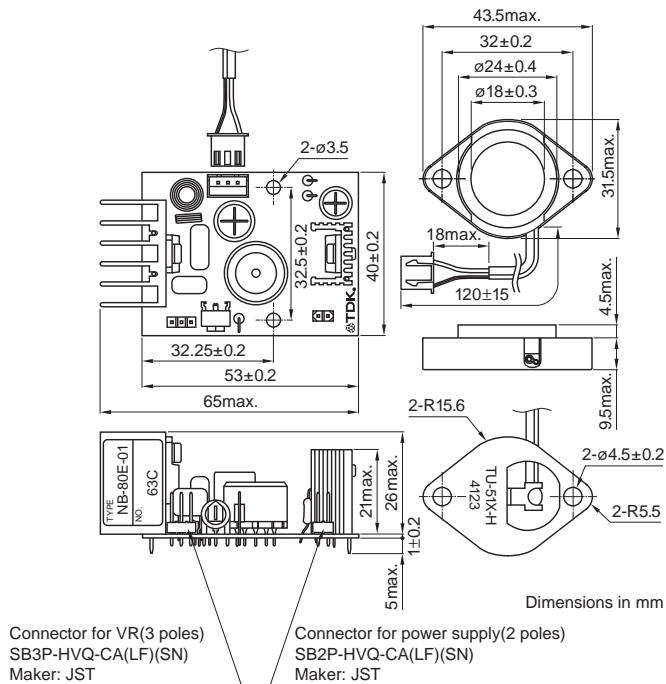 43.5max.
32±0.2
ø24±0.4
ø18±0.3
2-ø3.5
31.5max.
18max.
120±15
32.5±0.2
40±0.2
TDK.
32.25±0.2
53±0.2
65max.
4.5max.
9.5max.
TYPE
NB-80E-01
NO.
63C
21max.
26max.
1±0.2
5max.
2-R15.6
2-ø4.5±0.2
TU-51X-H
4123
2-R5.5
Dimensions in mm
Connector for VR(3 poles)
SB3P-HVQ-CA(LF)(SN)
Maker: JST
Connector for power supply(2 poles)
SB2P-HVQ-CA(LF)(SN)
Maker: JST